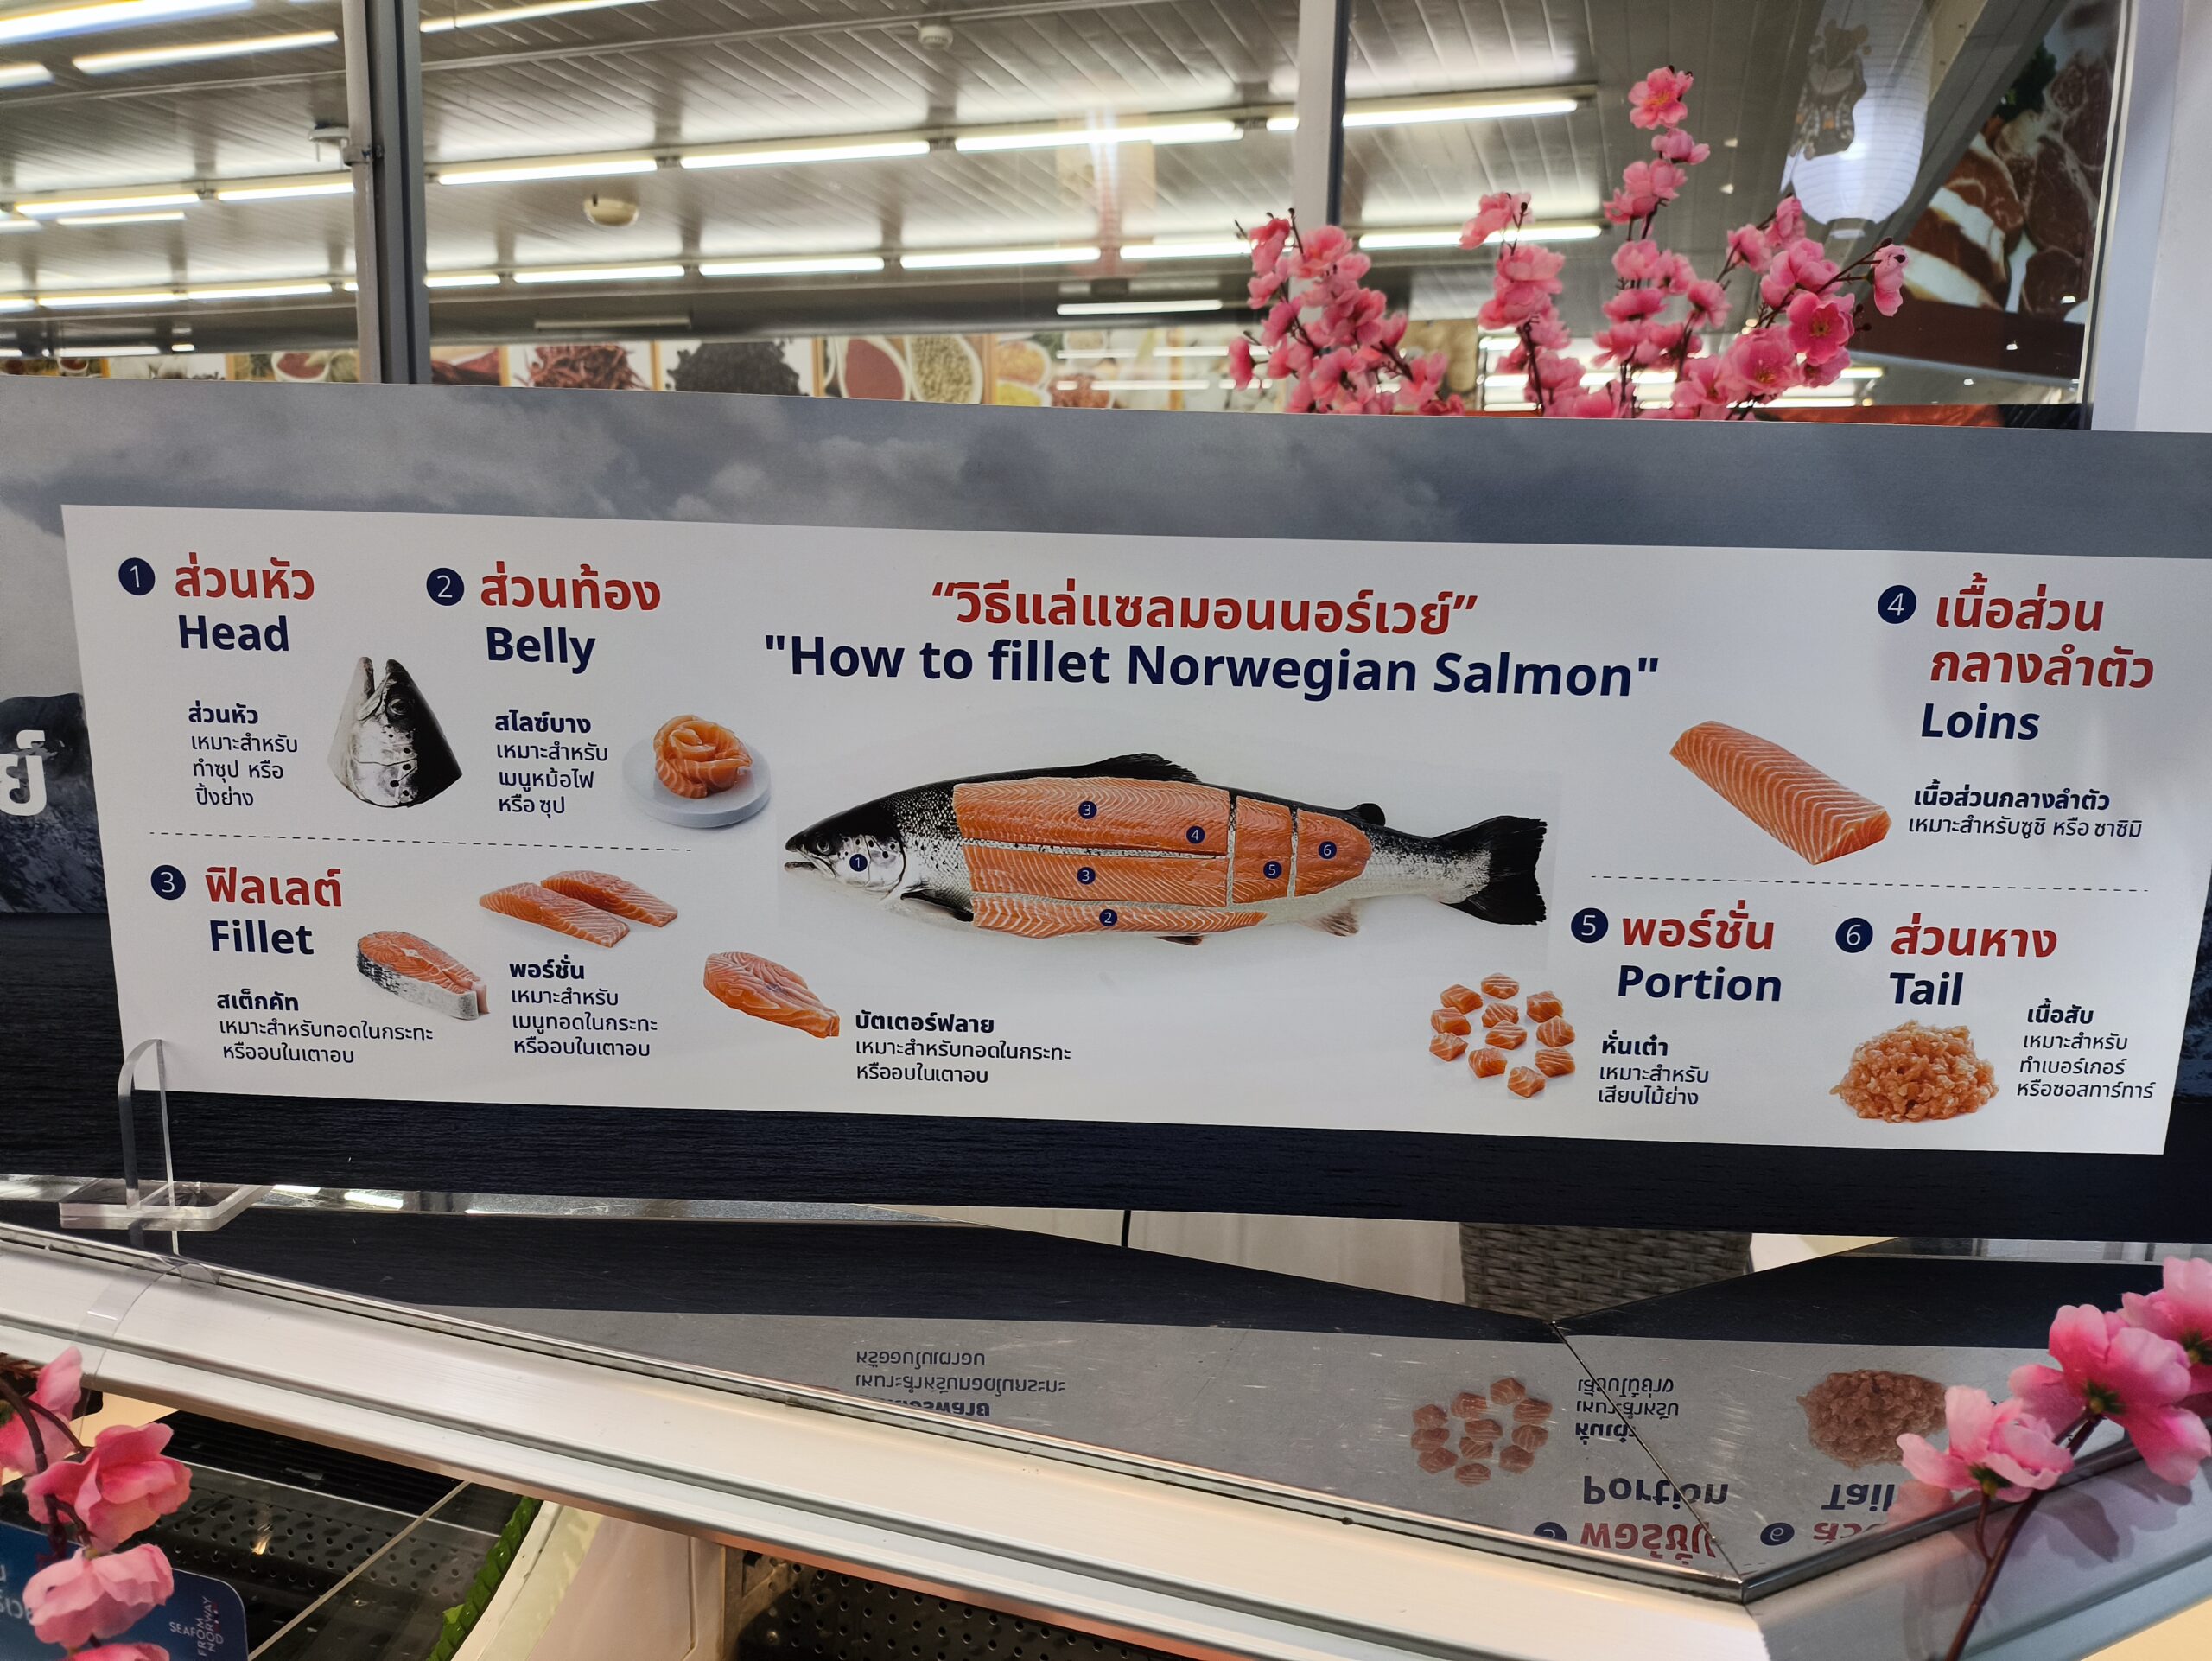 ย์
"วิธีแล่แซลมอนนอร์เวย์"
"How to fillet Norwegian Salmon"
1 ส่วนหัว
Head
ส่วนหัว
เหมาะสำหรับ
ทำซุป หรือ
ปิ้งย่าง
2 ส่วนท้อง
Belly
สไลซ์บาง
เหมาะสำหรับ
เมนูหม้อไฟ
หรือ ซุป
3 ฟิลเลต์
Fillet
สเต็กคัท
เหมาะสำหรับทอดในกระทะ
หรืออบในเตาอบ
พอร์ชั่น
เหมาะสำหรับ
เมนูทอดในกระทะ
หรืออบในเตาอบ
บัตเตอร์ฟลาย
เหมาะสำหรับทอดในกระทะ
หรืออบในเตาอบ
1
3
4
3
2
5
6
4 เนื้อส่วน
กลางลำตัว
Loins
เนื้อส่วนกลางลำตัว
เหมาะสำหรับซูชิ หรือ ซาซิมิ
5 พอร์ชั่น
Portion
หั่นเต๋า
เหมาะสำหรับ
เสียบไม้ย่าง
6 ส่วนหาง
Tail
เนื้อสับ
เหมาะสำหรับ
ทำเบอร์เกอร์
หรือซอสทาร์ทาร์
FROM
NORWAY